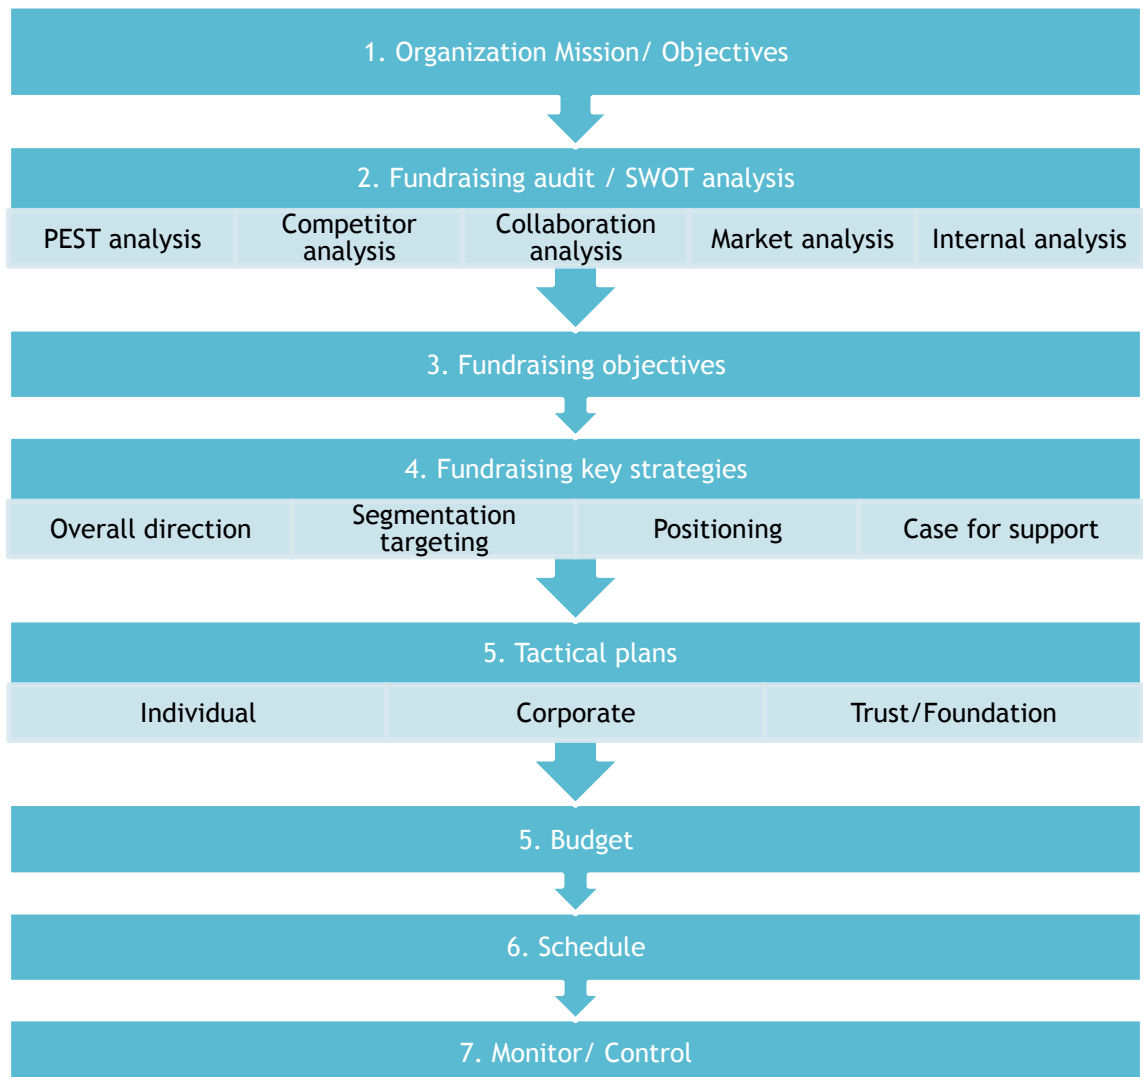 1. Organization Mission/ Objectives
2. Fundraising audit / SWOT analysis
PEST analysis
Competitor
analysis
Collaboration
analysis
Market analysis
Internal analysis
3. Fundraising objectives
4. Fundraising key strategies
Overall direction
Segmentation
targeting
Positioning
Case for support
5. Tactical plans
Individual
Corporate
Trust/Foundation
5. Budget
6. Schedule
7. Monitor/ Control